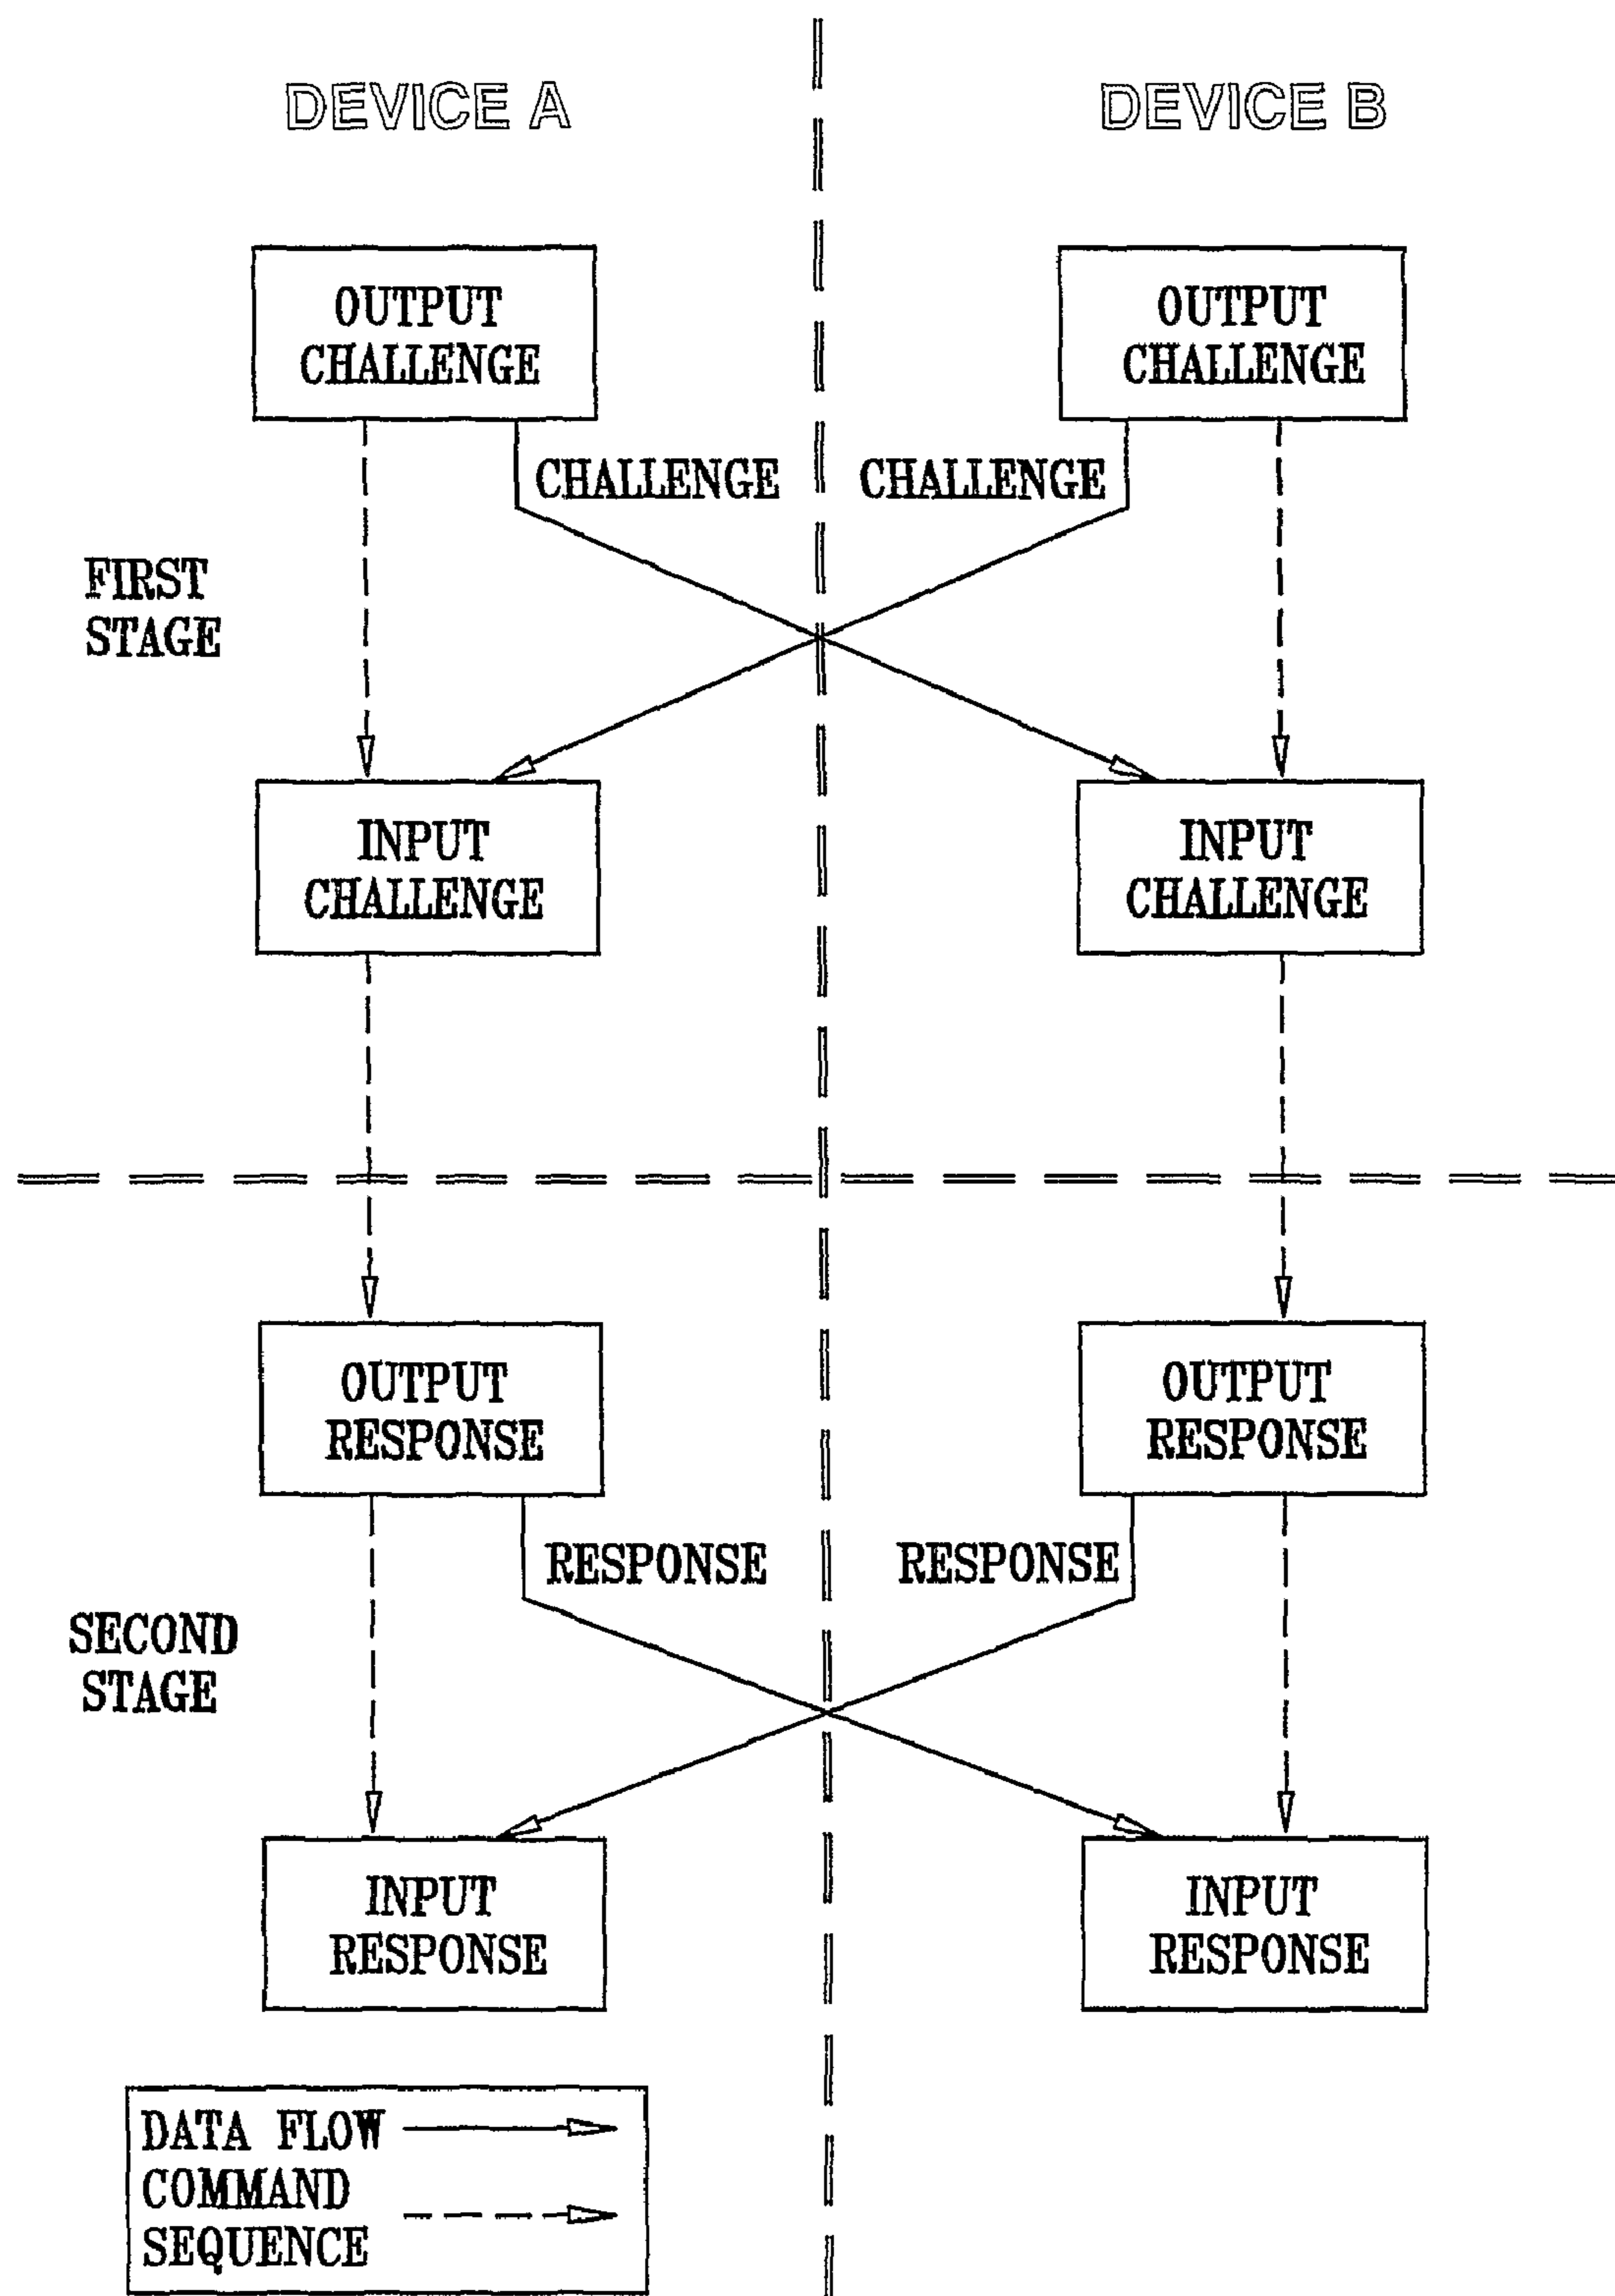 DEVICE A
DEVICE B
OUTPUT
CHALLENGE
OUTPUT
CHALLENGE
CHALLENGE
CHALLENGE
FIRST
STAGE
INPUT
CHALLENGE
INPUT
CHALLENGE
OUTPUT
RESPONSE
OUTPUT
RESPONSE
RESPONSE
RESPONSE
SECOND
STAGE
INPUT
RESPONSE
INPUT
RESPONSE
DATA FLOW
COMMAND
SEQUENCE